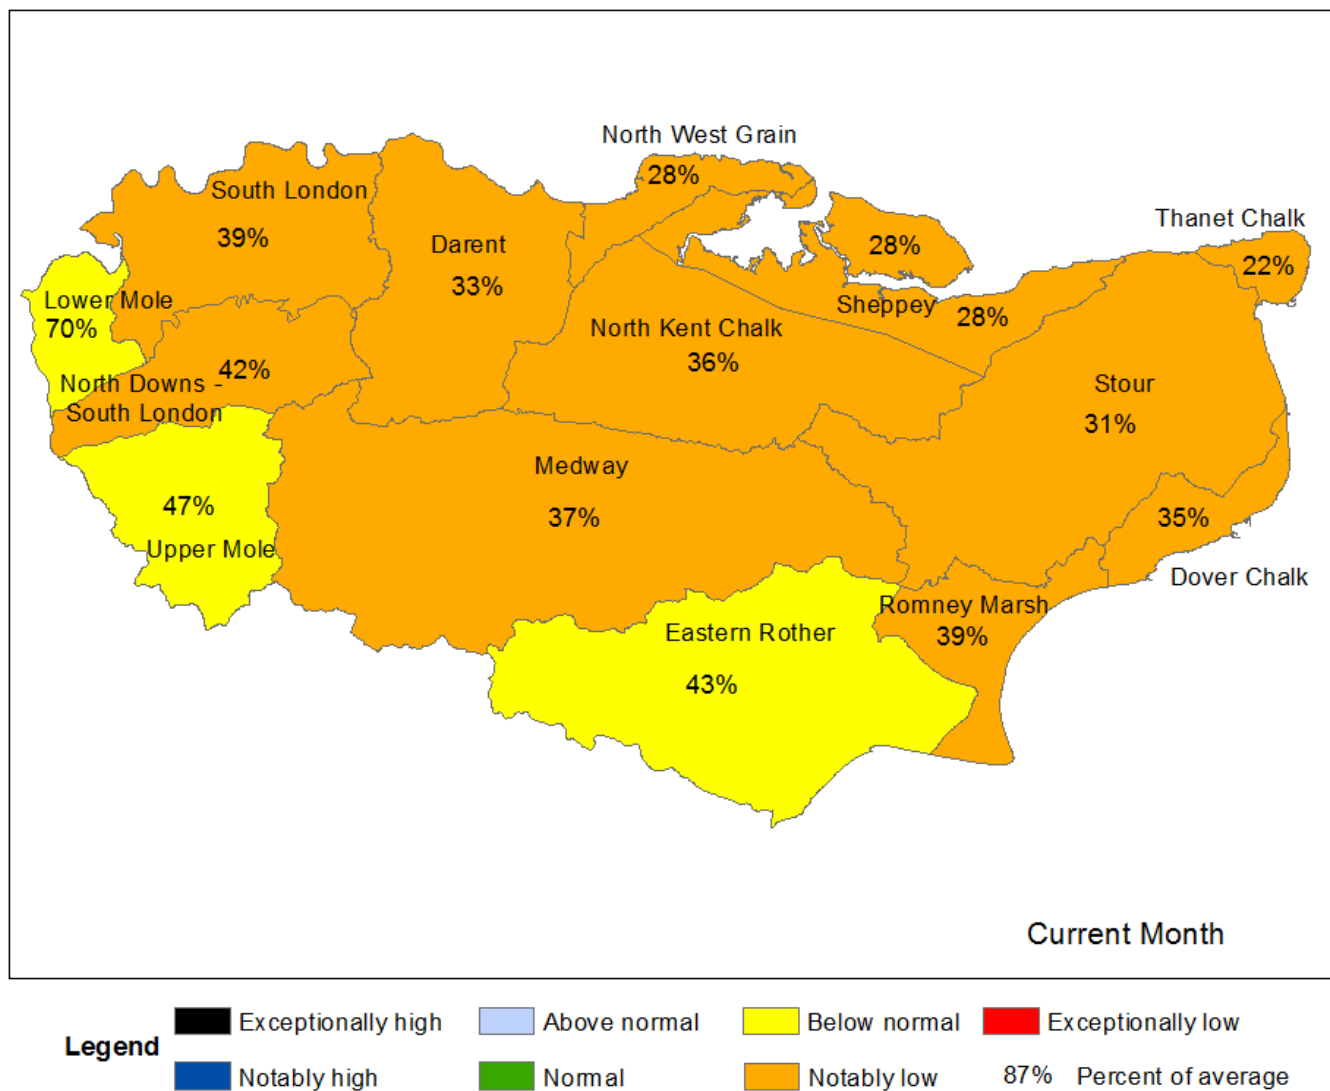 North West Grain
28%
South London
39%
Thanet Chalk
22%
Darent
33%
28%
Lower Mole
70%
Sheppey
28%
North Kent Chalk
36%
42%
North Downs -
South London
Stour
31%
Medway
37%
47%
Upper Mole
35%
Dover Chalk
Romney Marsh
39%
Eastern Rother
43%
Current Month
Legend
Exceptionally high
Above normal
Below normal
Exceptionally low
Notably high
Normal
Notably low
87% Percent of average